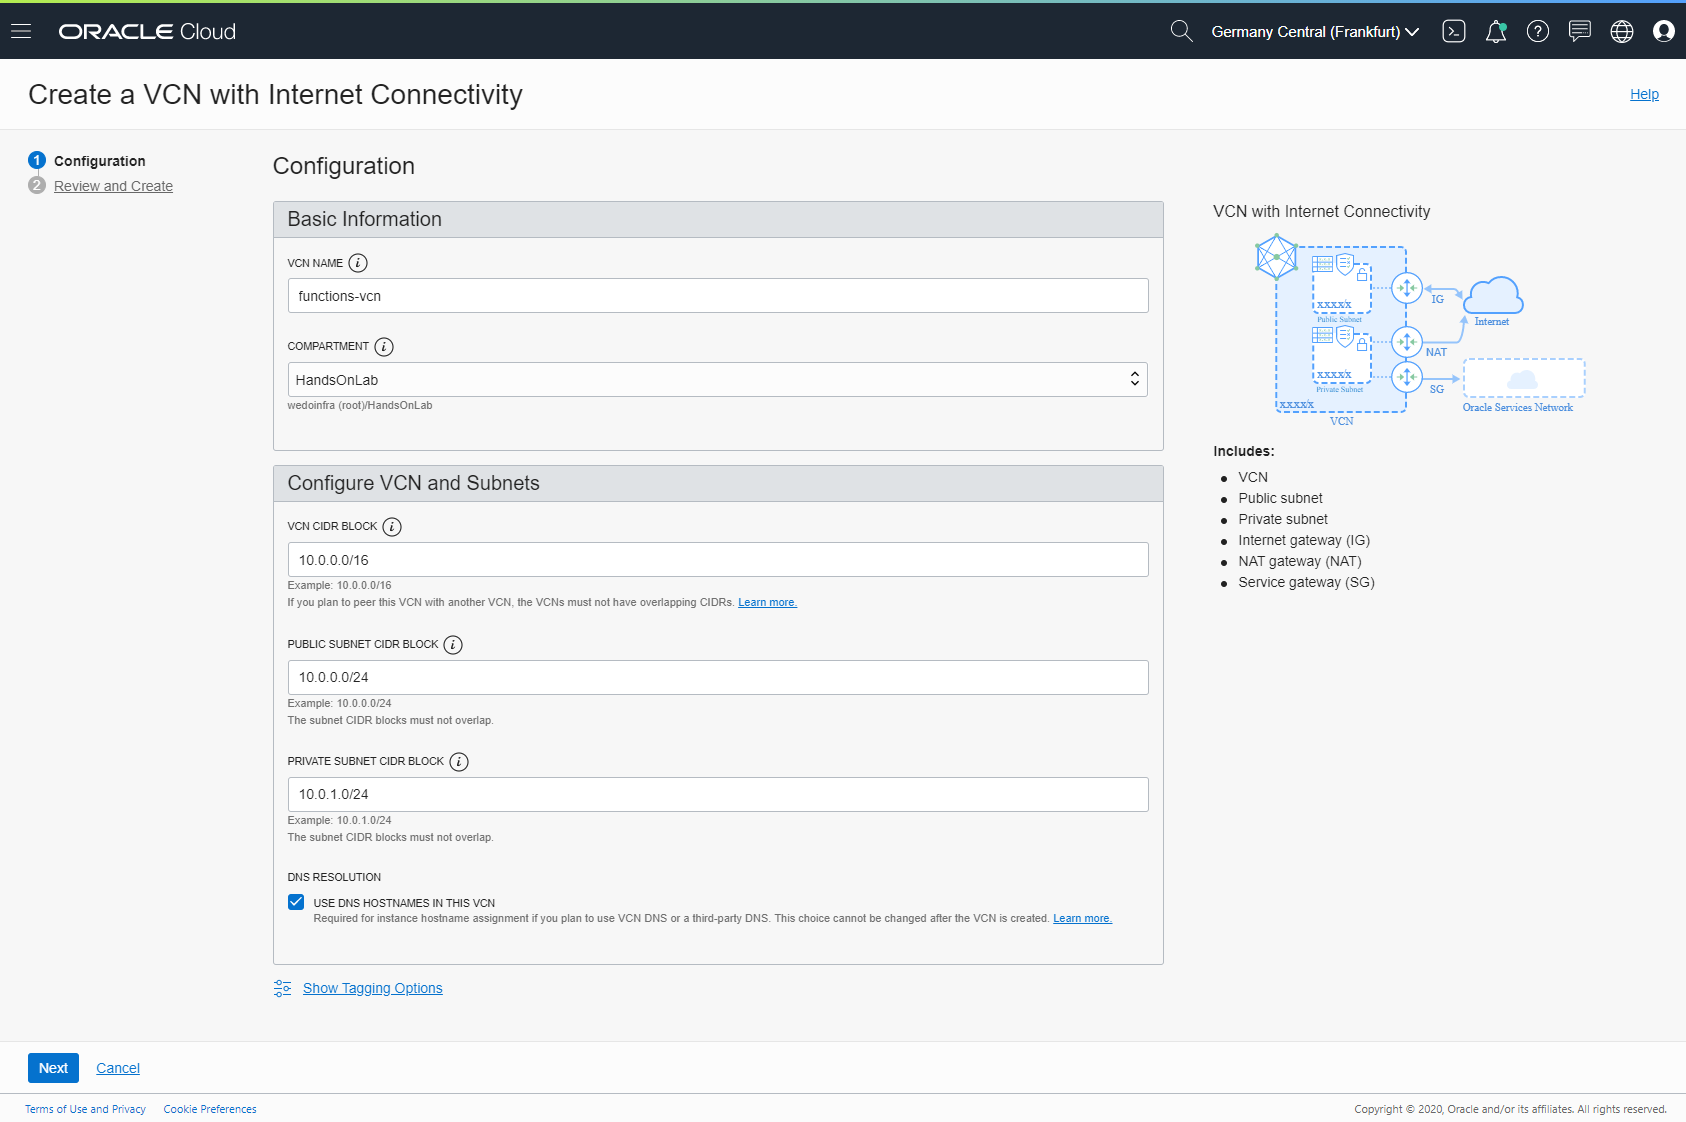 ORACLE Cloud
Germany Central (Frankfurt)
Create a VCN with Internet Connectivity
Help
1 Configuration
2 Review and Create
Configuration
Basic Information
VCN NAME i
functions-vcn
COMPARTMENT i
HandsOnLab
wedoinfra (root)/HandsOnLab
Configure VCN and Subnets
VCN CIDR BLOCK i
10.0.0.0/16
Example: 10.0.0.0/16
If you plan to peer this VCN with another VCN, the VCNs must not have overlapping CIDRs. Learn more.
PUBLIC SUBNET CIDR BLOCK i
10.0.0.0/24
Example: 10.0.0.0/24
The subnet CIDR blocks must not overlap.
PRIVATE SUBNET CIDR BLOCK i
10.0.1.0/24
Example: 10.0.1.0/24
The subnet CIDR blocks must not overlap.
DNS RESOLUTION
USE DNS HOSTNAMES IN THIS VCN
Required for instance hostname assignment if you plan to use VCN DNS or a third-party DNS. This choice cannot be changed after the VCN is created. Learn more.
Show Tagging Options
VCN with Internet Connectivity
xxxx/x
Public Subnet
IG
Internet
NAT
xxxx/x
Private Subnet
SG
xxxx/x
Oracle Services Network
VCN
Includes:
VCN
Public subnet
Private subnet
Internet gateway (IG)
NAT gateway (NAT)
Service gateway (SG)
Next
Cancel
Terms of Use and Privacy
Cookie Preferences
Copyright © 2020, Oracle and/or its affiliates. All rights reserved.